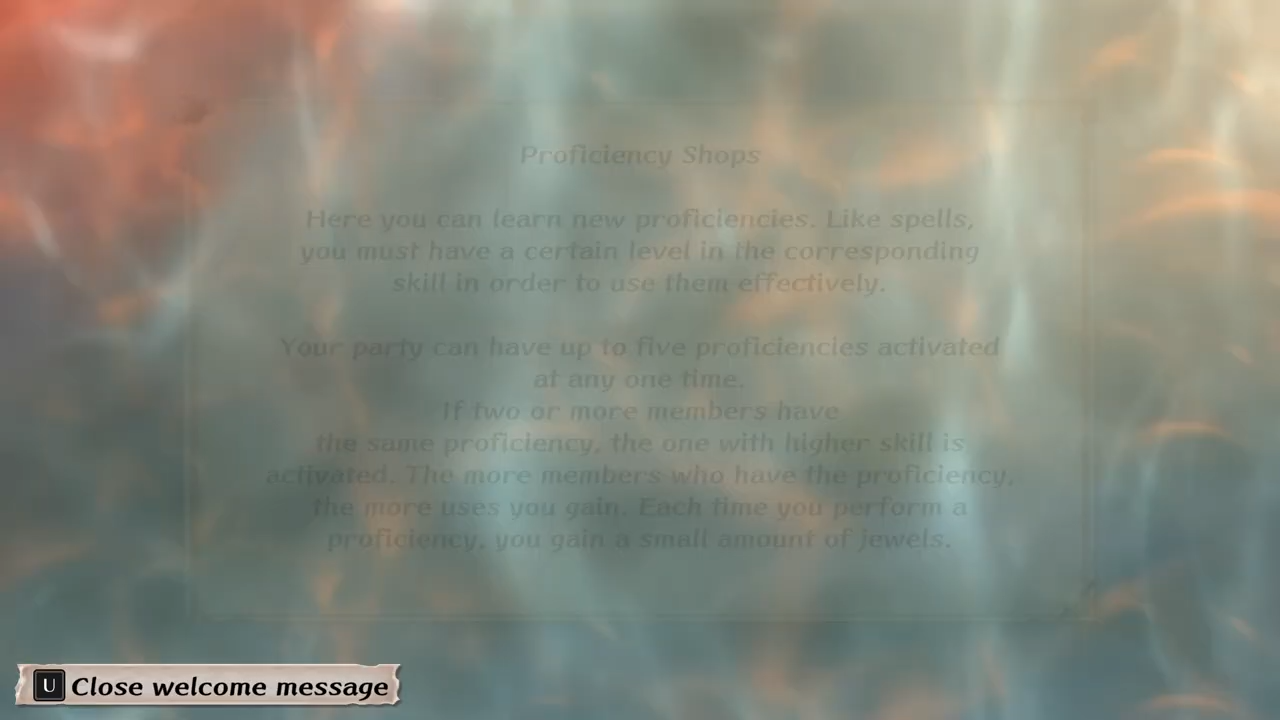 Proficiency Shops
Here you can learn new proficiencies. Like spells,
you must have a certain level in the corresponding
skill in order to use them effectively.
Your party can have up to five proficiencies activated
at any one time.
If two or more members have
the same proficiency, the one with higher skill is
activated. The more members who have the proficiency,
the more uses you gain. Each time you perform a
proficiency, you gain a small amount of jewels.
U Close welcome message